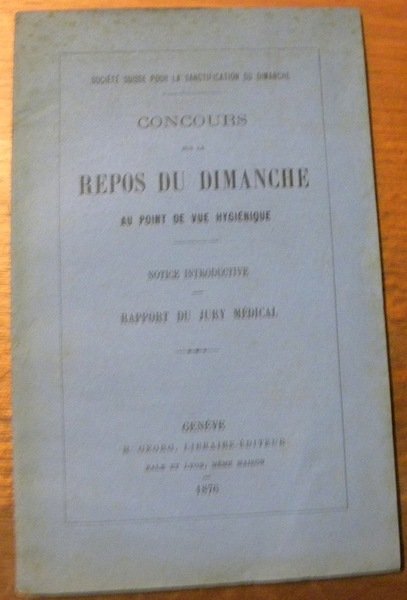 SOCIÉTÉ SUISSE POUR LA SANCTIFICATION DU DIMANCHE
CONCOURS
SUR LE
REPOS DU DIMANCHE
AU POINT DE VUE HYGIÉNIQUE
NOTICE INTRODUCTIVE
ET
RAPPORT DU JURY MÉDICAL
GENÈVE
H. GEORG, LIBRAIRE-ÉDITEUR
BALE ET LYON, MÊME MAISON
1876